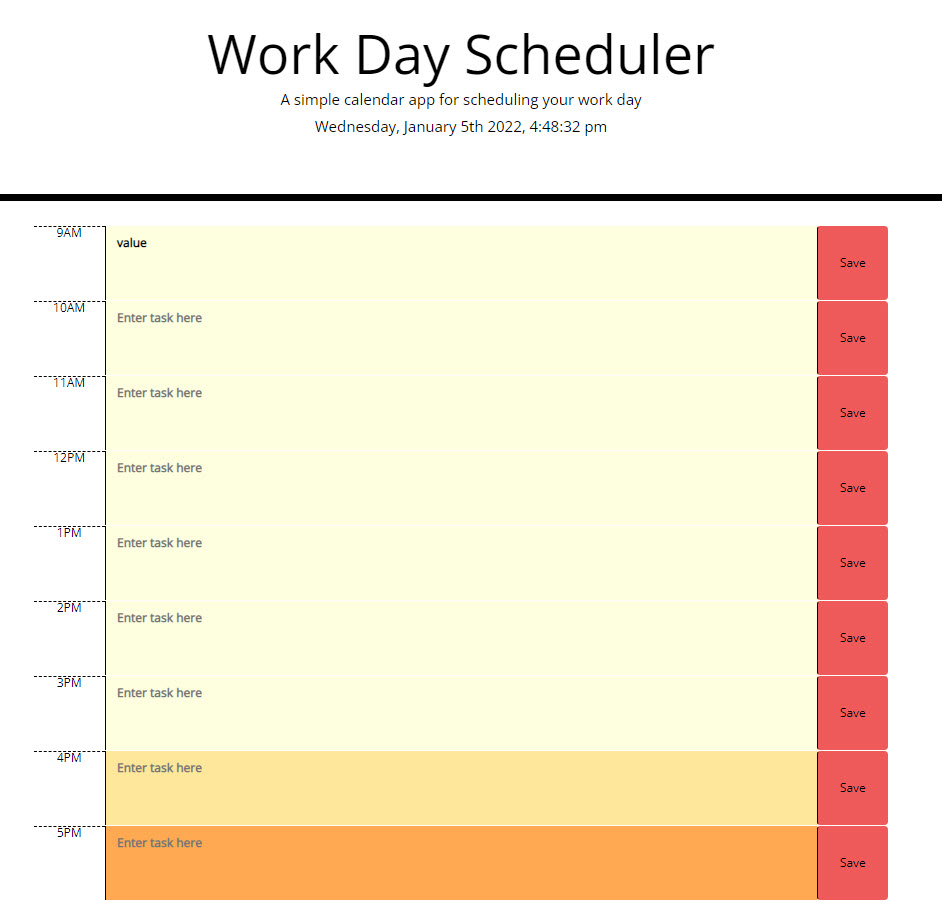 Work Day Scheduler
A simple calendar app for scheduling your work day
Wednesday, January 5th 2022, 4:48:32 pm
9AM
value
Save
10AM
Enter task here
Save
11AM
Enter task here
Save
12PM
Enter task here
Save
1PM
Enter task here
Save
2PM
Enter task here
Save
3PM
Enter task here
Save
4PM
Enter task here
Save
5PM
Enter task here
Save